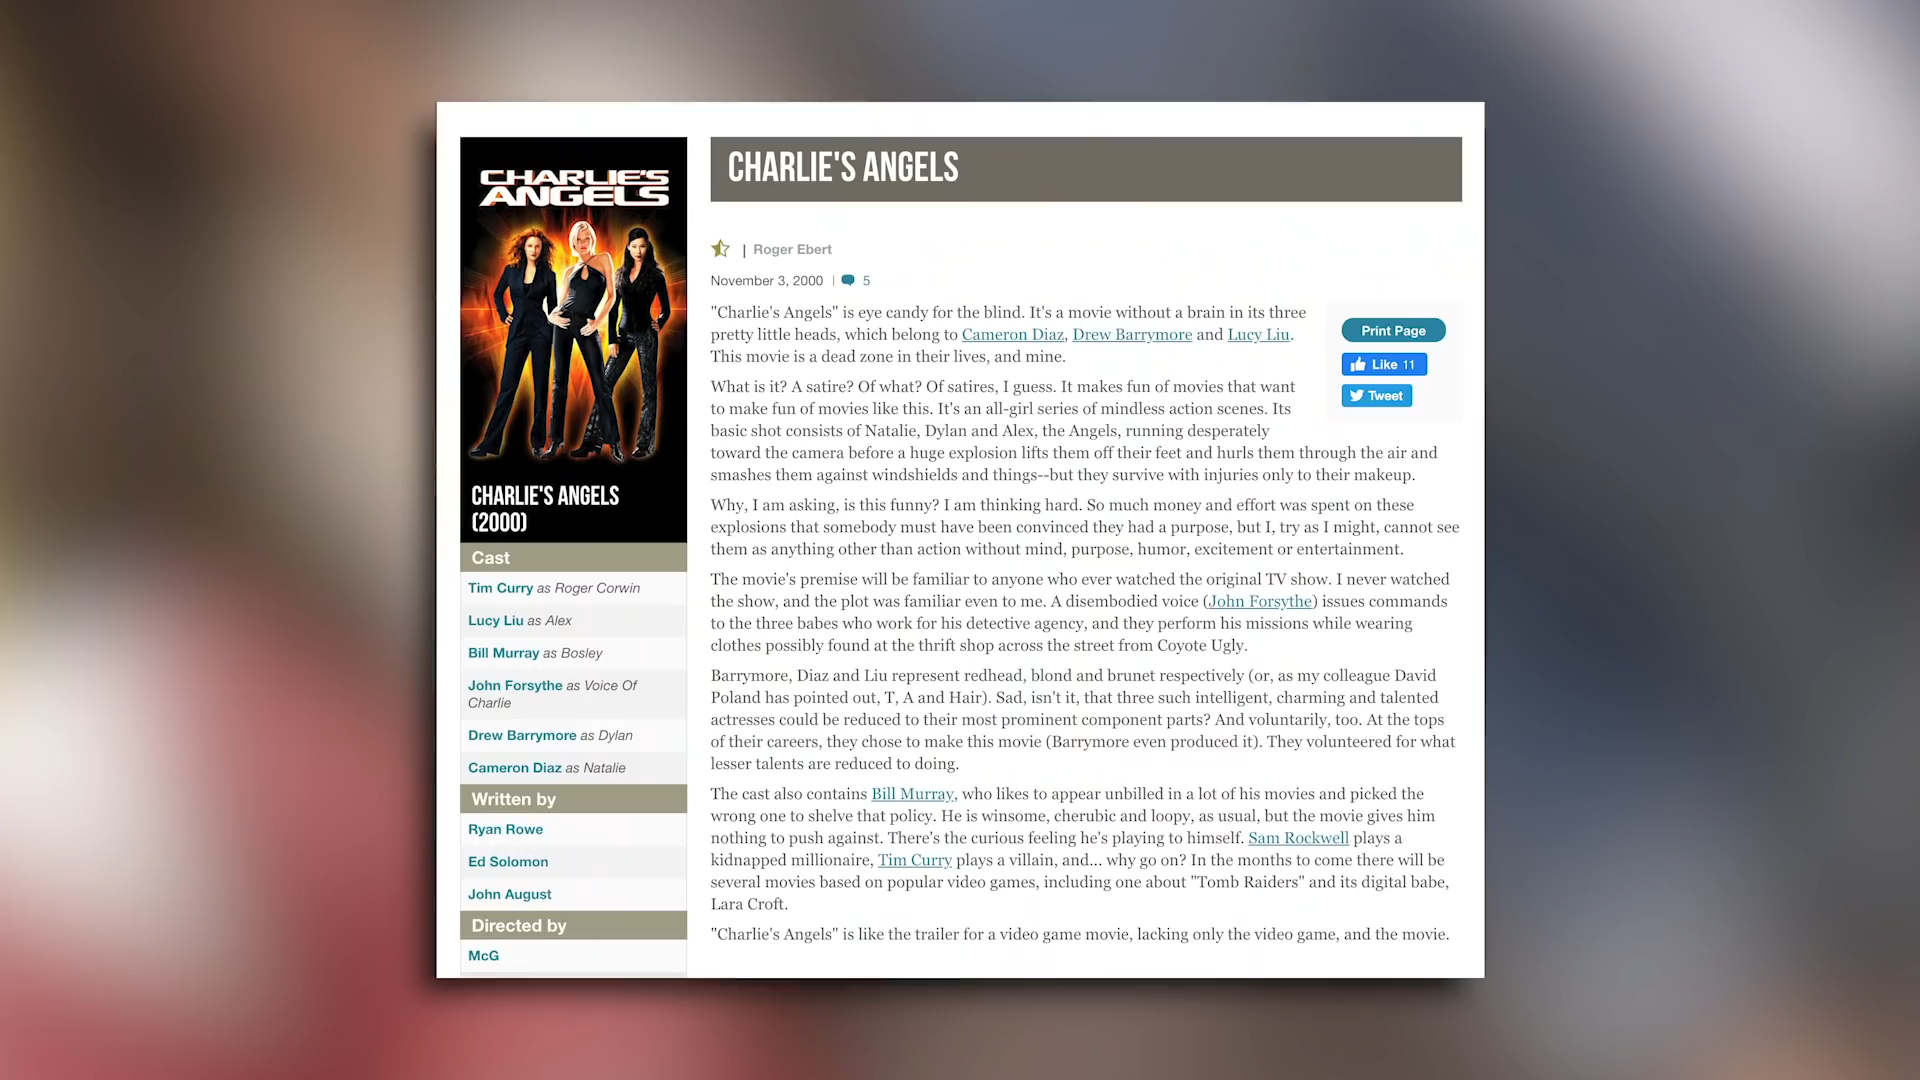 CHARLIE'S
ANGELS
CHARLIE'S ANGELS
(2000)
Cast
Tim Curry as Roger Corwin
Lucy Liu as Alex
Bill Murray as Bosley
John Forsythe as Voice Of
Charlie
Drew Barrymore as Dylan
Cameron Diaz as Natalie
Written by
Ryan Rowe
Ed Solomon
John August
Directed by
McG
CHARLIE'S ANGELS
| Roger Ebert
November 3, 2000 | 5
Print Page
Like 11
Tweet
"Charlie's Angels" is eye candy for the blind. It's a movie without a brain in its three
pretty little heads, which belong to Cameron Diaz, Drew Barrymore and Lucy Liu.
This movie is a dead zone in their lives, and mine.
What is it? A satire? Of what? Of satires, I guess. It makes fun of movies that want
to make fun of movies like this. It's an all-girl series of mindless action scenes. Its
basic shot consists of Natalie, Dylan and Alex, the Angels, running desperately
toward the camera before a huge explosion lifts them off their feet and hurls them through the air and
smashes them against windshields and things--but they survive with injuries only to their makeup.
Why, I am asking, is this funny? I am thinking hard. So much money and effort was spent on these
explosions that somebody must have been convinced they had a purpose, but I, try as I might, cannot see
them as anything other than action without mind, purpose, humor, excitement or entertainment.
The movie's premise will be familiar to anyone who ever watched the original TV show. I never watched
the show, and the plot was familiar even to me. A disembodied voice (John Forsythe) issues commands
to the three babes who work for his detective agency, and they perform his missions while wearing
clothes possibly found at the thrift shop across the street from Coyote Ugly.
Barrymore, Diaz and Liu represent redhead, blond and brunet respectively (or, as my colleague David
Poland has pointed out, T, A and Hair). Sad, isn't it, that three such intelligent, charming and talented
actresses could be reduced to their most prominent component parts? And voluntarily, too. At the tops
of their careers, they chose to make this movie (Barrymore even produced it). They volunteered for what
lesser talents are reduced to doing.
The cast also contains Bill Murray, who likes to appear unbilled in a lot of his movies and picked the
wrong one to shelve that policy. He is winsome, cherubic and loopy, as usual, but the movie gives him
nothing to push against. There's the curious feeling he's playing to himself. Sam Rockwell plays a
kidnapped millionaire, Tim Curry plays a villain, and... why go on? In the months to come there will be
several movies based on popular video games, including one about "Tomb Raiders" and its digital babe,
Lara Croft.
"Charlie's Angels" is like the trailer for a video game movie, lacking only the video game, and the movie.